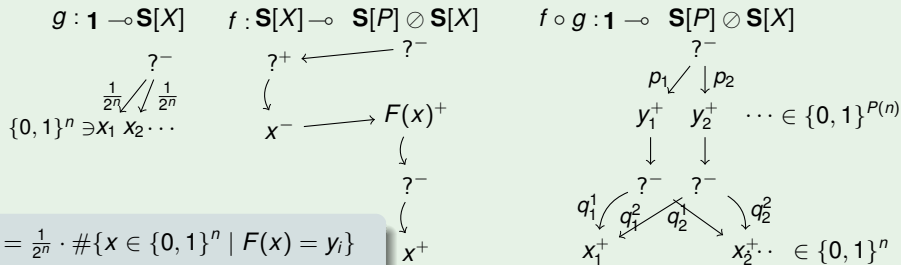 g : 1 ⊸ S[X] f : S[X] ⊸ S[P] ⊘ S[X] f ∘ g : 1 ⊸ S[P] ⊘ S[X]
?⁻ ?⁺ ?⁻ ?⁻
1/2ⁿ 1/2ⁿ p₁ p₂
{0, 1}ⁿ ∋ x₁ x₂ ⋯ x⁻ F(x)⁺ y₁⁺ y₂⁺ ⋯ ∈ {0, 1}^P(n)
?⁻ ?⁻ ?⁻
q₁¹ q₁² q₂¹ q₂²
= 1/2ⁿ · #{x ∈ {0, 1}ⁿ | F(x) = yᵢ} x⁺ x₁⁺ x₂⁺ ⋯ ∈ {0, 1}ⁿ